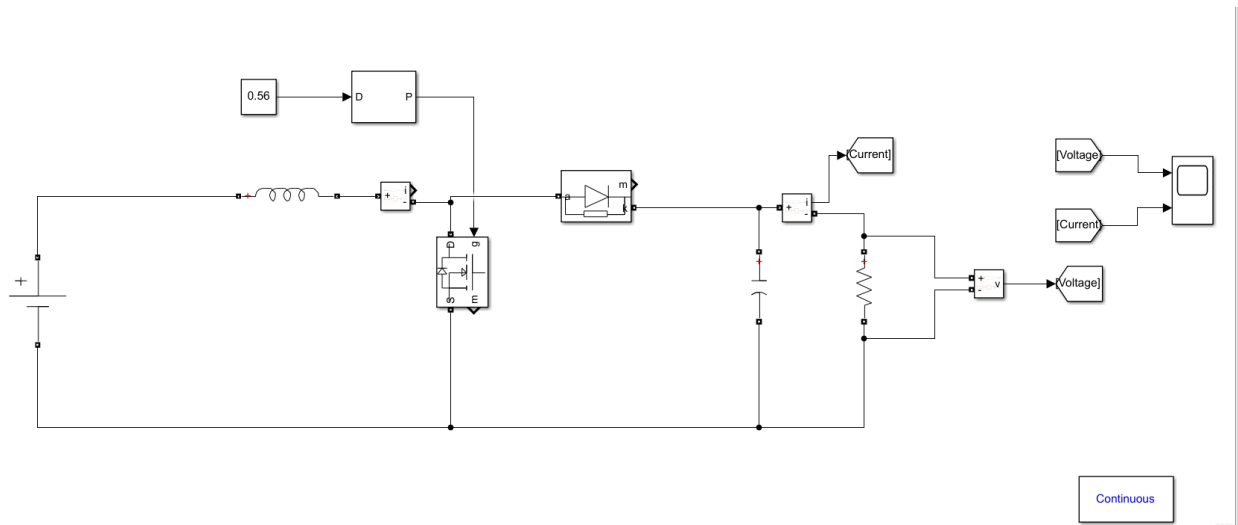 0.56
D
P
[Current]
[Voltage]
[Current]
+
i
-
a
m
k
+
i
-
D
g
S
m
+
+
+
-
v
[Voltage]
+
+
Continuous